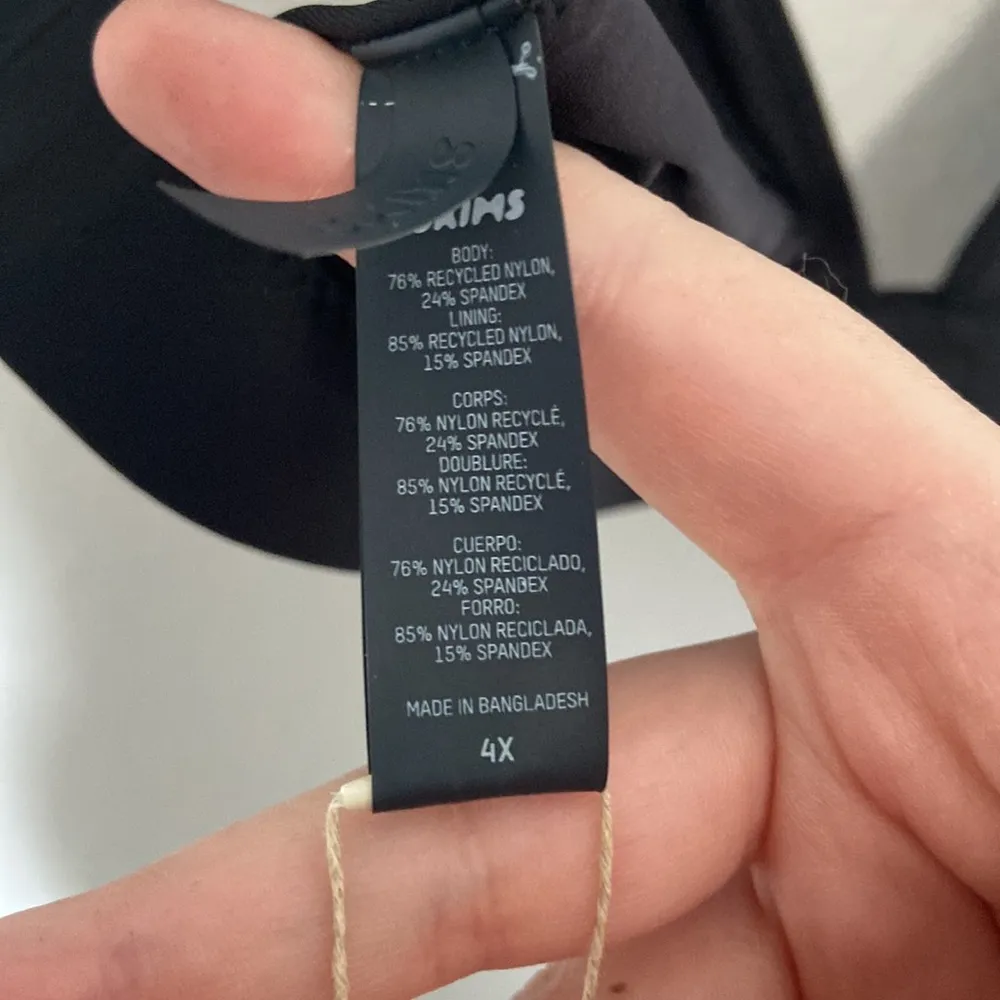 SKIMS
BODY:
76% RECYCLED NYLON,
24% SPANDEX
LINING:
85% RECYCLED NYLON,
15% SPANDEX
CORPS:
76% NYLON RECYCLÉ,
24% SPANDEX
DOUBLURE:
85% NYLON RECYCLÉ,
15% SPANDEX
CUERPO:
76% NYLON RECICLADO,
24% SPANDEX
FORRO:
85% NYLON RECICLADA,
15% SPANDEX
MADE IN BANGLADESH
4X